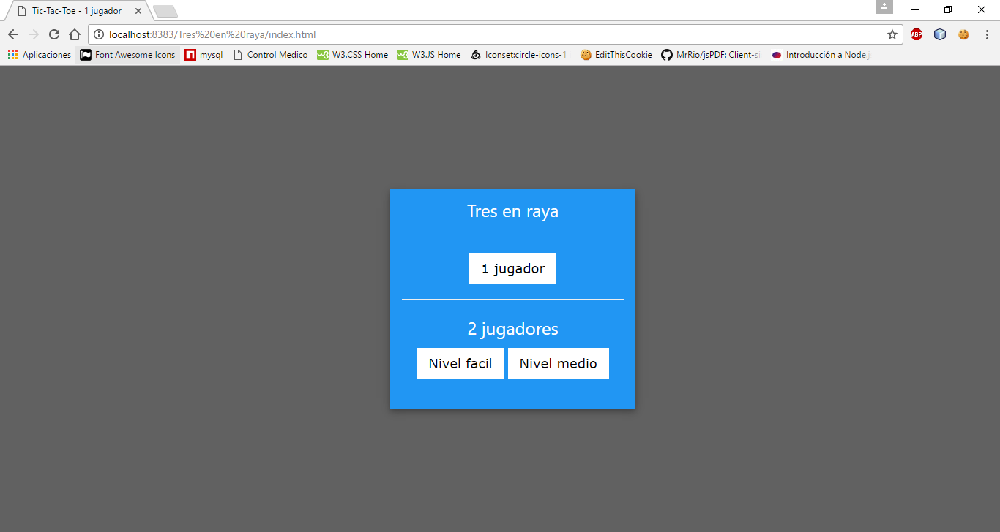 Tic-Tac-Toe - 1 jugador
localhost:8383/Tres%20en%20raya/index.html
ABP
Aplicaciones Font Awesome Icons mysql Control Medico W3.CSS Home W3.JS Home Iconset:circle-icons-1 EditThisCookie MrRio/jsPDF: Client-si Introducción a Node.j
Tres en raya
1 jugador
2 jugadores
Nivel facil Nivel medio